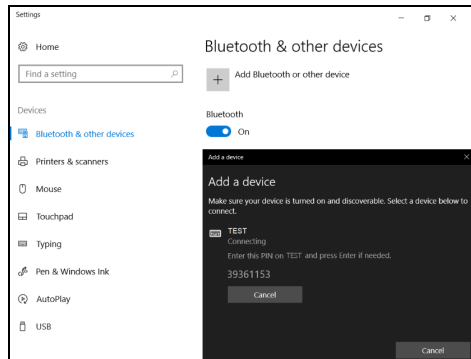 Settings
Home
Find a setting
Devices
Bluetooth & other devices
Printers & scanners
Mouse
Touchpad
Typing
Pen & Windows Ink
AutoPlay
USB
Bluetooth & other devices
Add Bluetooth or other device
Bluetooth
On
Add a device
Add a device
Make sure your device is turned on and discoverable. Select a device below to
connect.
TEST
Connecting
Enter this PIN on TEST and press Enter if needed.
39361153
Cancel
Cancel